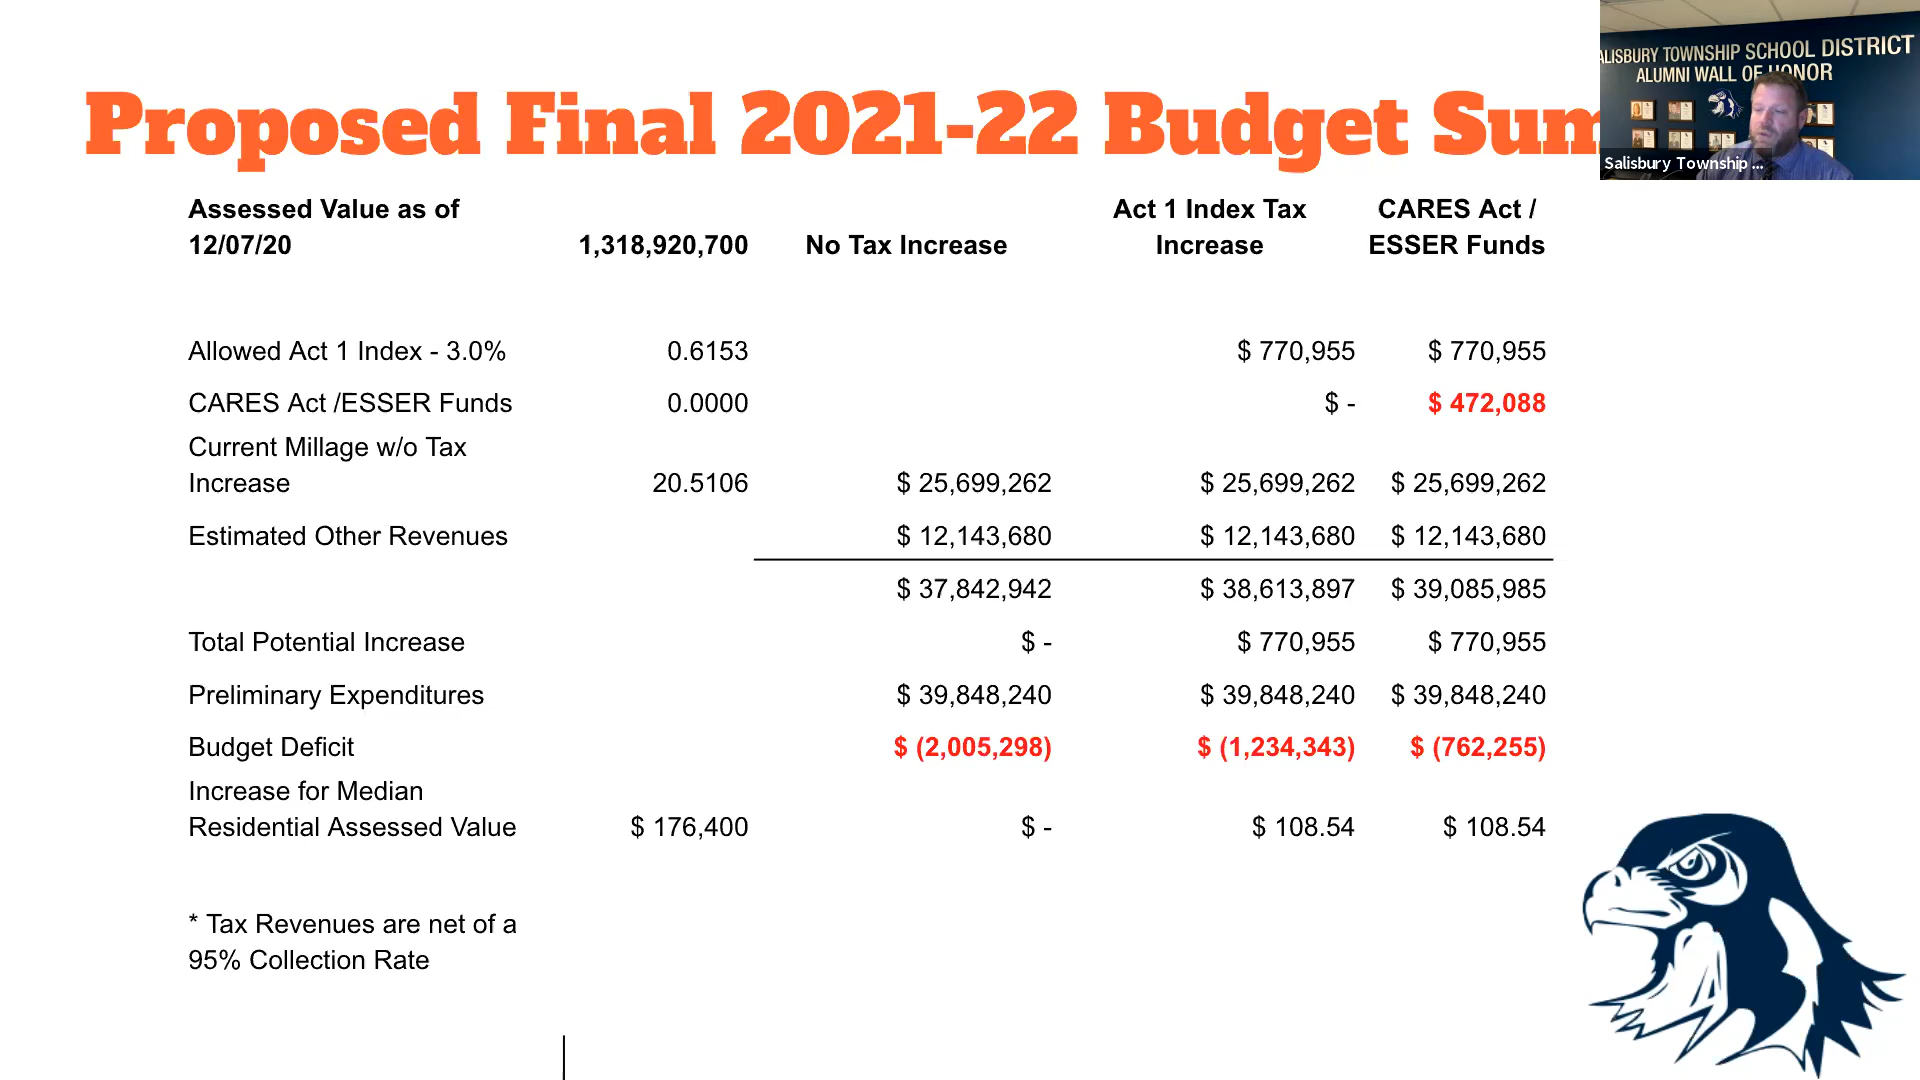 Proposed Final 2021-22 Budget Sum
ALISBURY TOWNSHIP SCHOOL DISTRICT
ALUMNI WALL OF HONOR
Salisbury Township ...
Assessed Value as of
12/07/20 1,318,920,700 No Tax Increase Act 1 Index Tax Increase CARES Act / ESSER Funds
Allowed Act 1 Index - 3.0% 0.6153 $ 770,955 $ 770,955
CARES Act /ESSER Funds 0.0000 $ - $ 472,088
Current Millage w/o Tax
Increase 20.5106 $ 25,699,262 $ 25,699,262 $ 25,699,262
Estimated Other Revenues $ 12,143,680 $ 12,143,680 $ 12,143,680
$ 37,842,942 $ 38,613,897 $ 39,085,985
Total Potential Increase $ - $ 770,955 $ 770,955
Preliminary Expenditures $ 39,848,240 $ 39,848,240 $ 39,848,240
Budget Deficit $ (2,005,298) $ (1,234,343) $ (762,255)
Increase for Median
Residential Assessed Value $ 176,400 $ - $ 108.54 $ 108.54
* Tax Revenues are net of a
95% Collection Rate